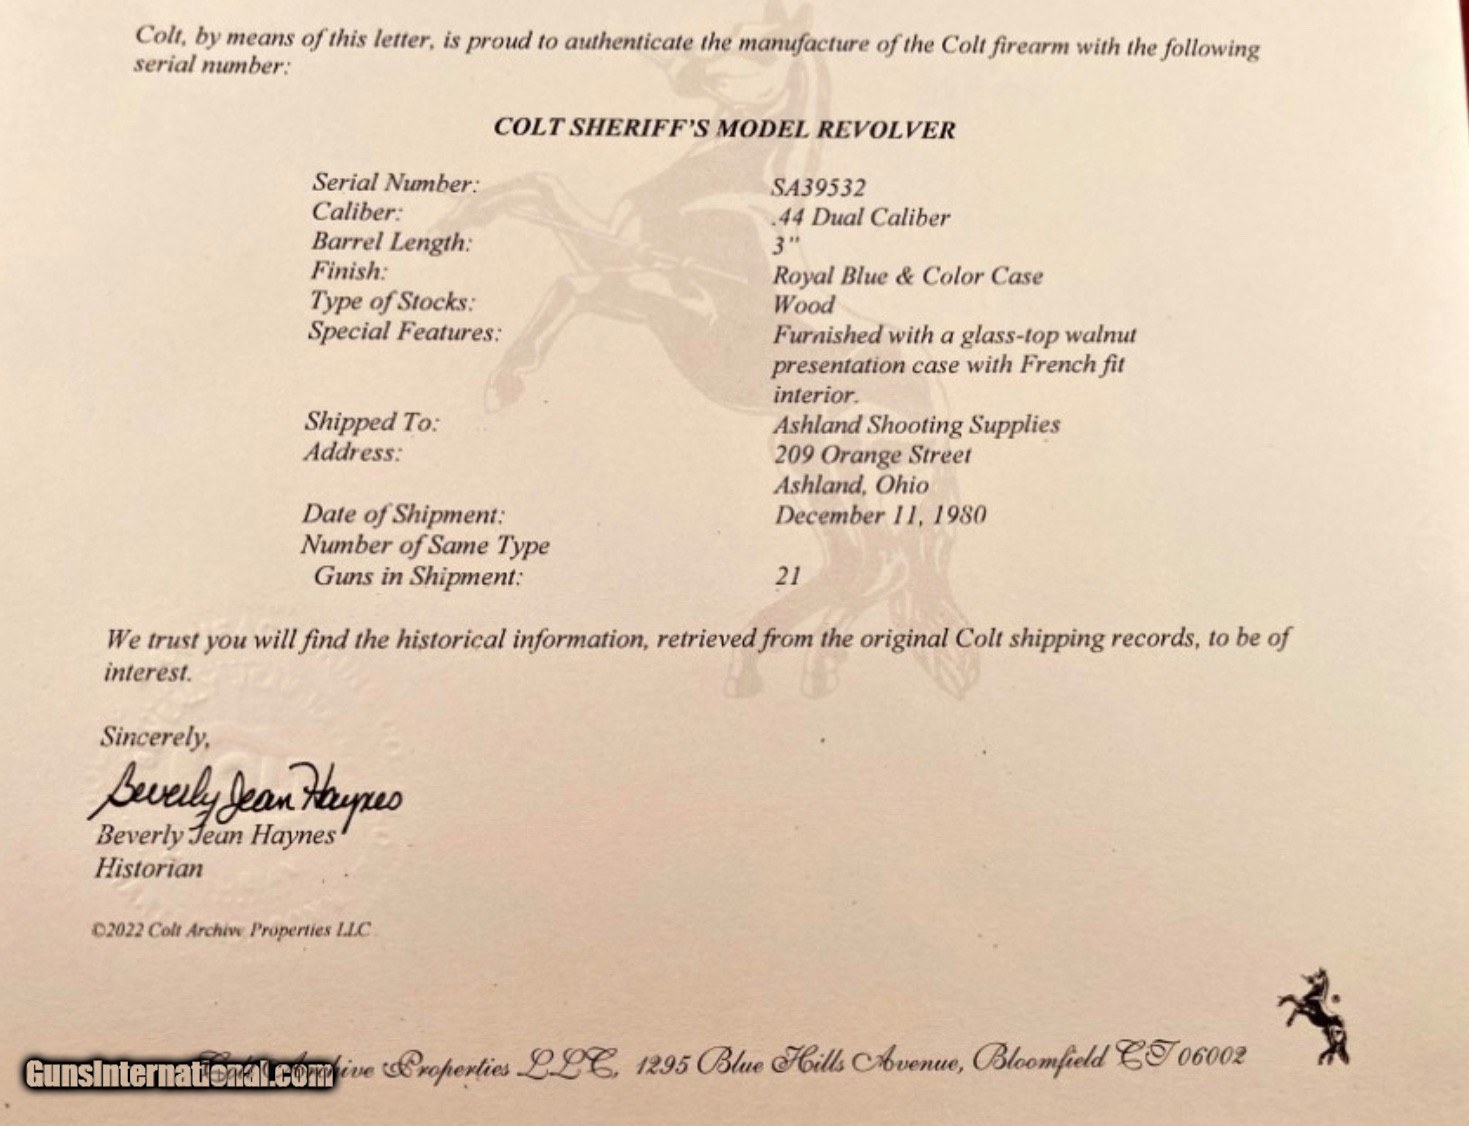 Colt, by means of this letter, is proud to authenticate the manufacture of the Colt firearm with the following
serial number:
COLT SHERIFF'S MODEL REVOLVER
Serial Number: SA39532
Caliber: .44 Dual Caliber
Barrel Length: 3"
Finish: Royal Blue & Color Case
Type of Stocks: Wood
Special Features: Furnished with a glass-top walnut
presentation case with French fit
interior.
Shipped To: Ashland Shooting Supplies
Address: 209 Orange Street
Ashland, Ohio
Date of Shipment: December 11, 1980
Number of Same Type
Guns in Shipment: 21
We trust you will find the historical information, retrieved from the original Colt shipping records, to be of
interest.
Sincerely,
Beverly Jean Haynes
Beverly Jean Haynes
Historian
©2022 Colt Archive Properties LLC
Colt Archive Properties LLC, 1295 Blue Hills Avenue, Bloomfield CT 06002
GunsInternational.com